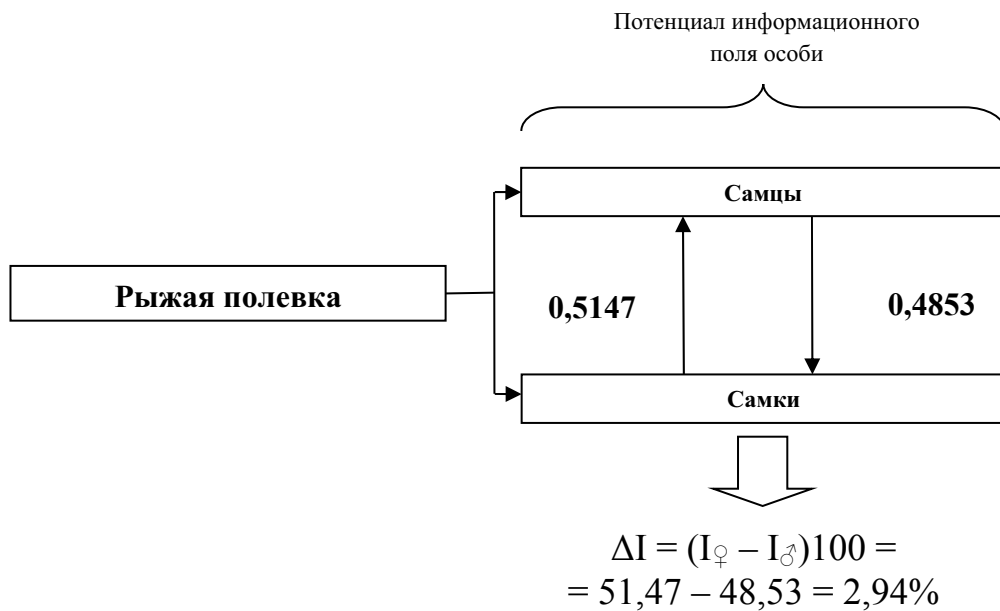 Потенциал информационного
поля особи
Самцы
Рыжая полевка
0,5147
0,4853
Самки
ΔI = (I♀ – I♂)100 =
= 51,47 – 48,53 = 2,94%